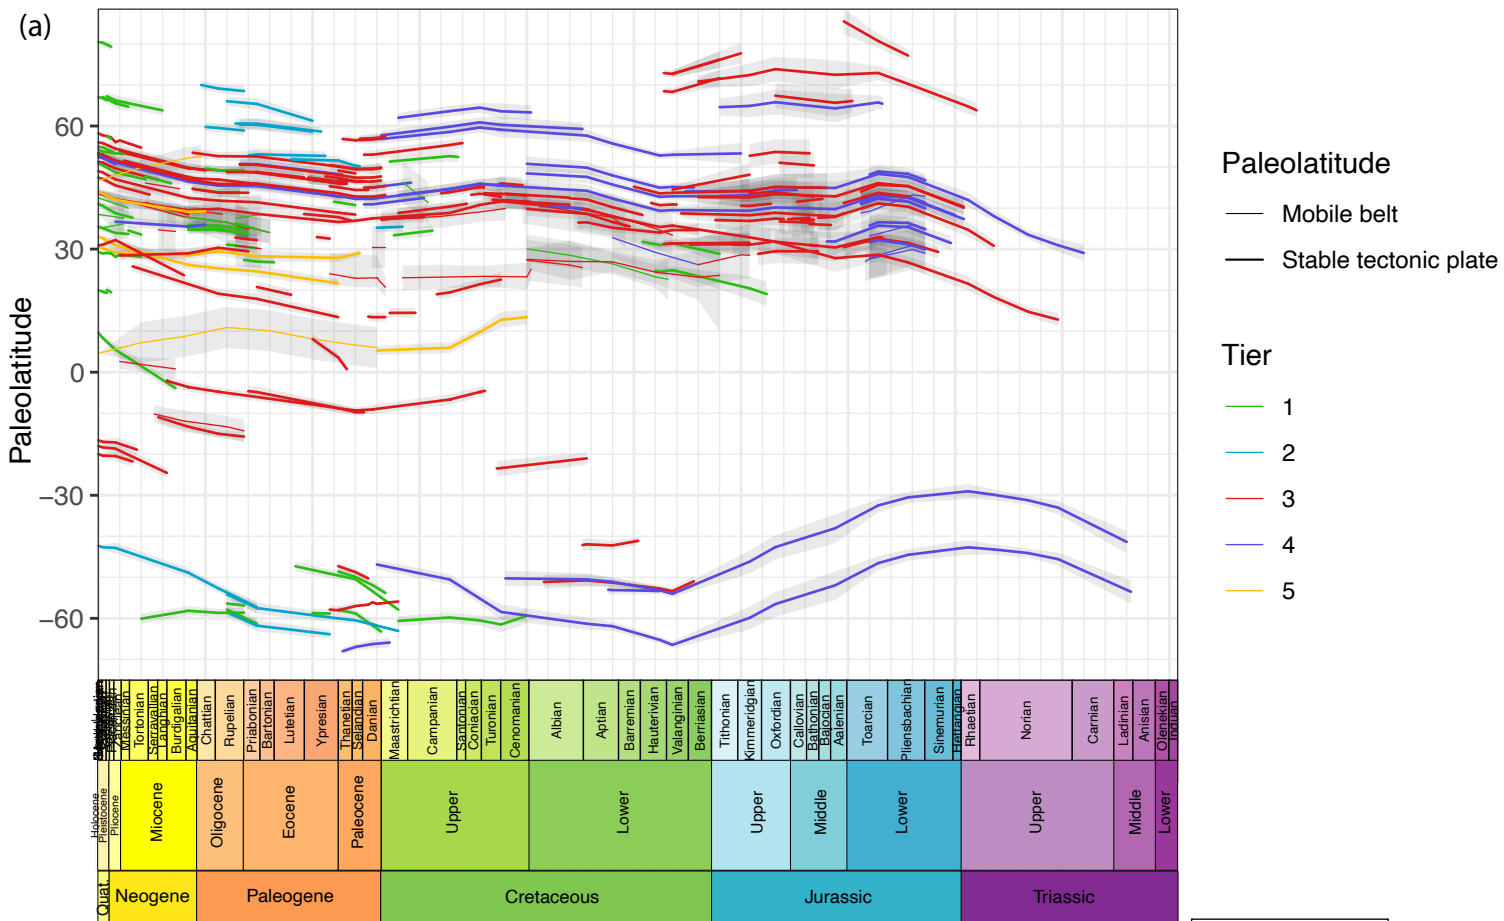 (a)
Paleolatitude
60
30
0
−30
−60
Paleolatitude
Mobile belt
Stable tectonic plate
Tier
1
2
3
4
5
Messinian
Tortonian
Serravallian
Langhian
Burdigalian
Aquitanian
Chattian
Rupelian
Priabonian
Bartonian
Lutetian
Ypresian
Thanetian
Selandian
Danian
Maastrichtian
Campanian
Santonian
Coniacian
Turonian
Cenomanian
Albian
Aptian
Barremian
Hauterivian
Valanginian
Berriasian
Tithonian
Kimmeridgian
Oxfordian
Callovian
Bathonian
Bajocian
Aalenian
Toarcian
Pliensbachian
Sinemurian
Hettangian
Rhaetian
Norian
Carnian
Ladinian
Anisian
Olenekian
Induan
Holocene
Pleistocene
Pliocene
Miocene
Oligocene
Eocene
Paleocene
Upper
Lower
Upper
Middle
Lower
Upper
Middle
Lower
Quat.
Neogene
Paleogene
Cretaceous
Jurassic
Triassic